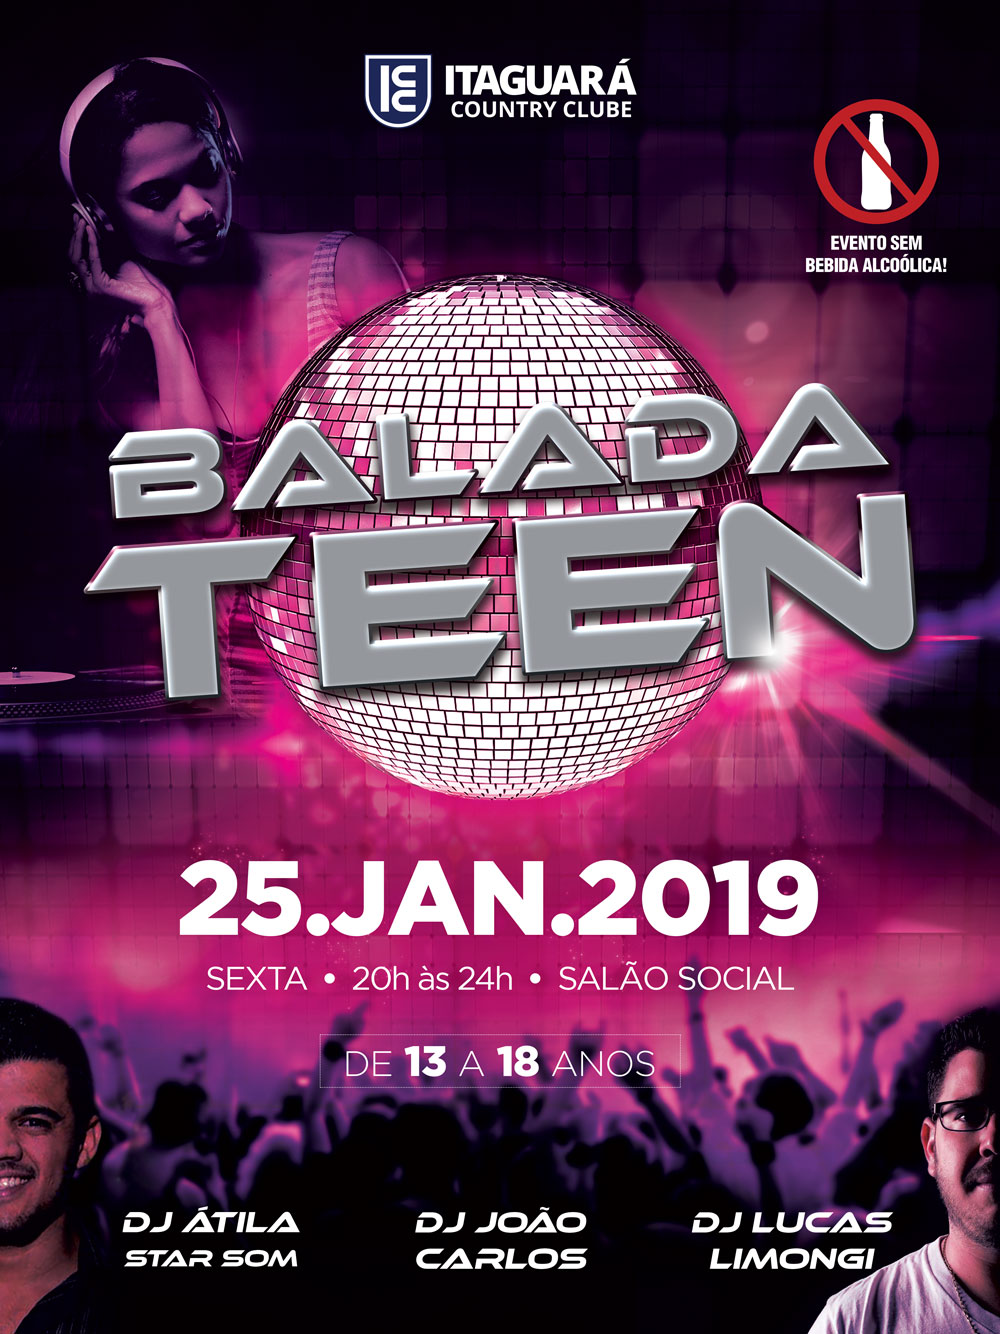 ITAGUARÁ
COUNTRY CLUBE
EVENTO SEM
BEBIDA ALCOÓLICA!
BALADA
TEEN
25.JAN.2019
SEXTA • 20h às 24h • SALÃO SOCIAL
DE 13 A 18 ANOS
DJ ÁTILA
STAR SOM
DJ JOÃO
CARLOS
DJ LUCAS
LIMONGI